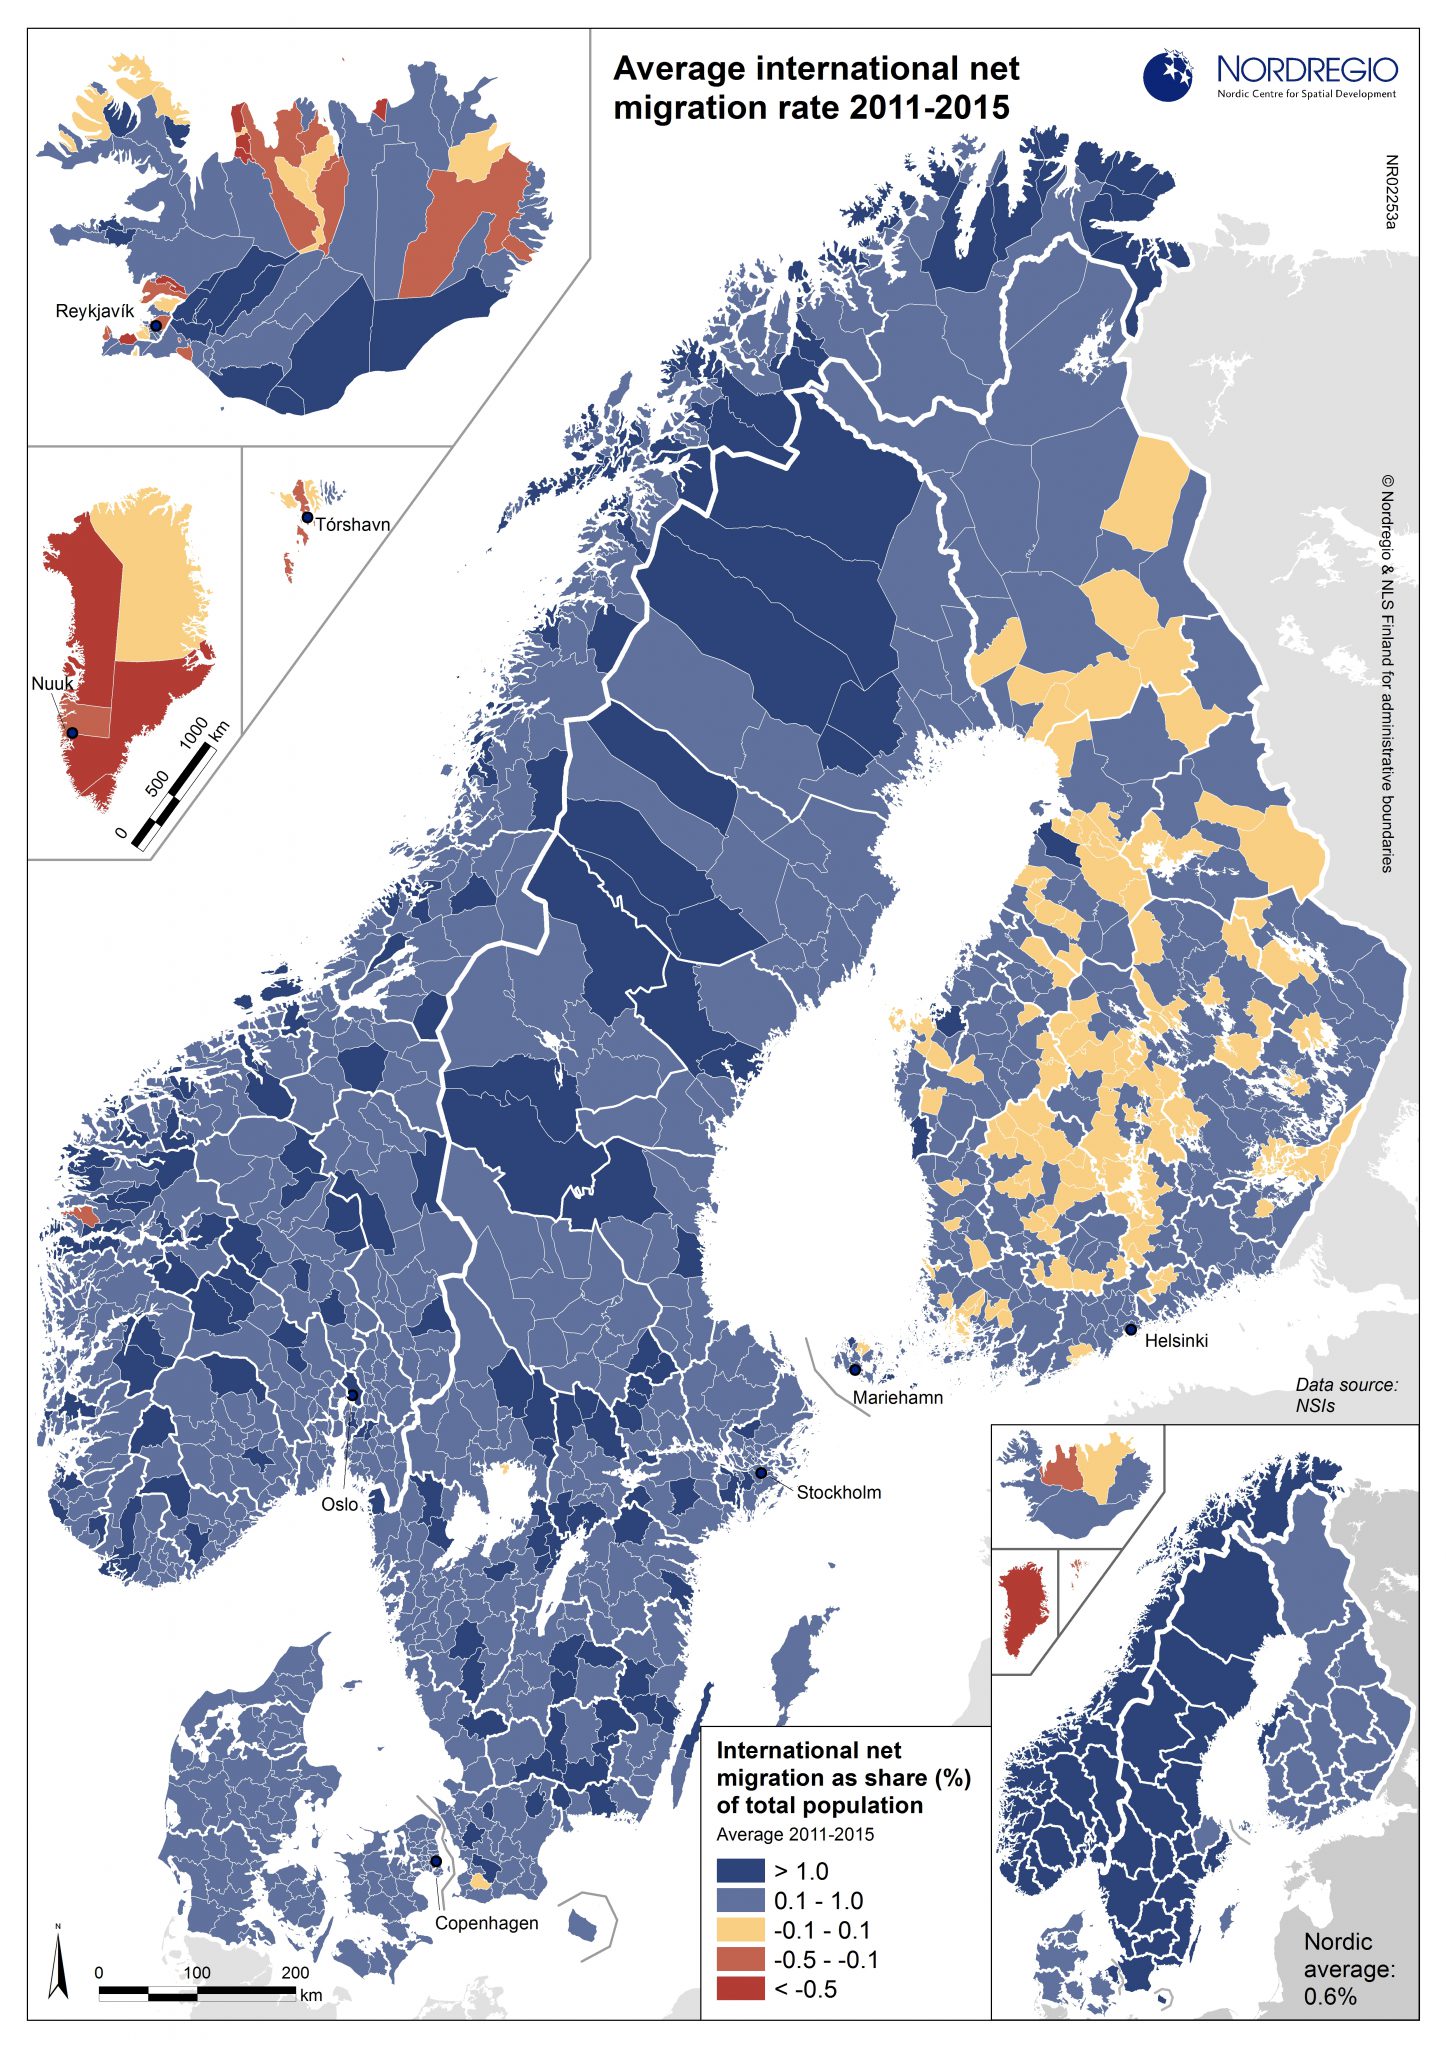 Average international net
migration rate 2011-2015
NORDREGIO
Nordic Centre for Spatial Development
NR02253a
Reykjavík
Tórshavn
Nuuk
0 500 1000
km
© Nordregio & NLS Finland for administrative boundaries
Helsinki
Mariehamn
Data source:
NSIs
Oslo
Stockholm
Copenhagen
International net
migration as share (%)
of total population
Average 2011-2015
> 1.0
0.1 - 1.0
-0.1 - 0.1
-0.5 - -0.1
< -0.5
Nordic
average:
0.6%
N
0 100 200
km